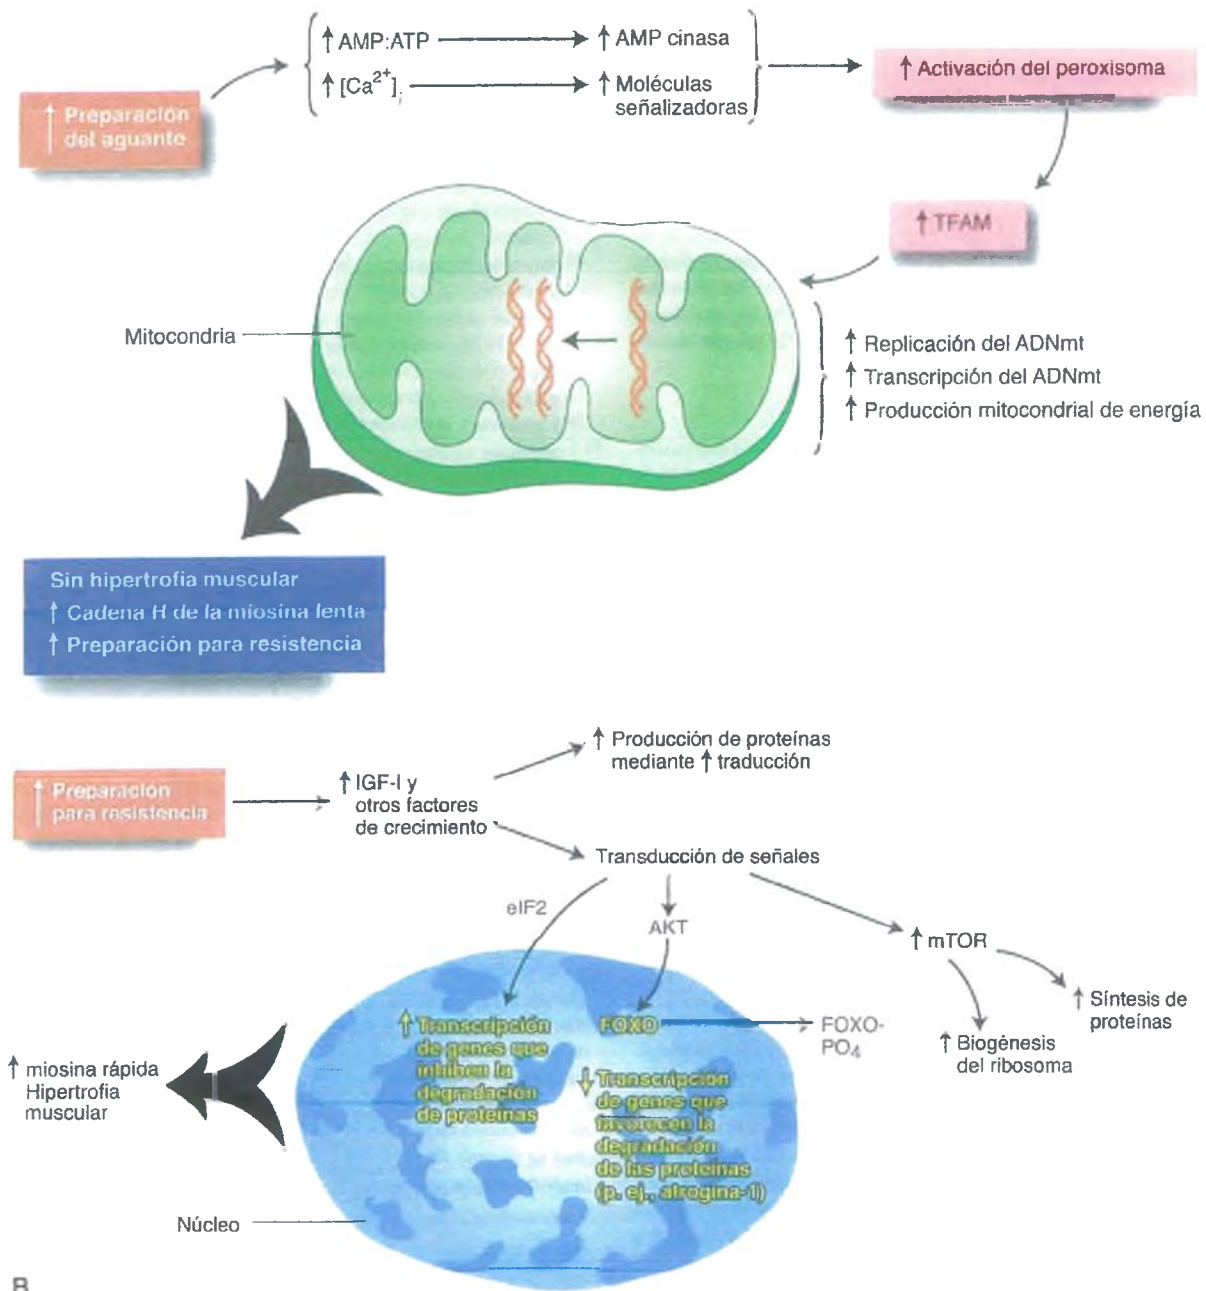 ↑ AMP:ATP
↑ AMP cinasa
↑ [Ca2+]i
↑ Moléculas
señalizadoras
↑ Activación del peroxisoma
↑ Preparación
del aguante
↑ TFAM
Mitocondria
↑ Replicación del ADNmt
↑ Transcripción del ADNmt
↑ Producción mitocondrial de energía
Sin hipertrofia muscular
↑ Cadena H de la miosina lenta
↑ Preparación para resistencia
↑ Preparación
para resistencia
↑ IGF-I y
otros factores
de crecimiento
↑ Producción de proteínas
mediante ↑ traducción
Transducción de señales
eIF2
AKT
↑ mTOR
↑ Síntesis de
proteínas
↑ Biogénesis
del ribosoma
↑ Transcripción
de genes que
inhiben la
degradación
de proteínas
FOXO
FOXO-
PO4
↓ Transcripción
de genes que
favorecen la
degradación
de las proteínas
(p. ej., atrogina-1)
↑ miosina rápida
Hipertrofia
muscular
Núcleo
B